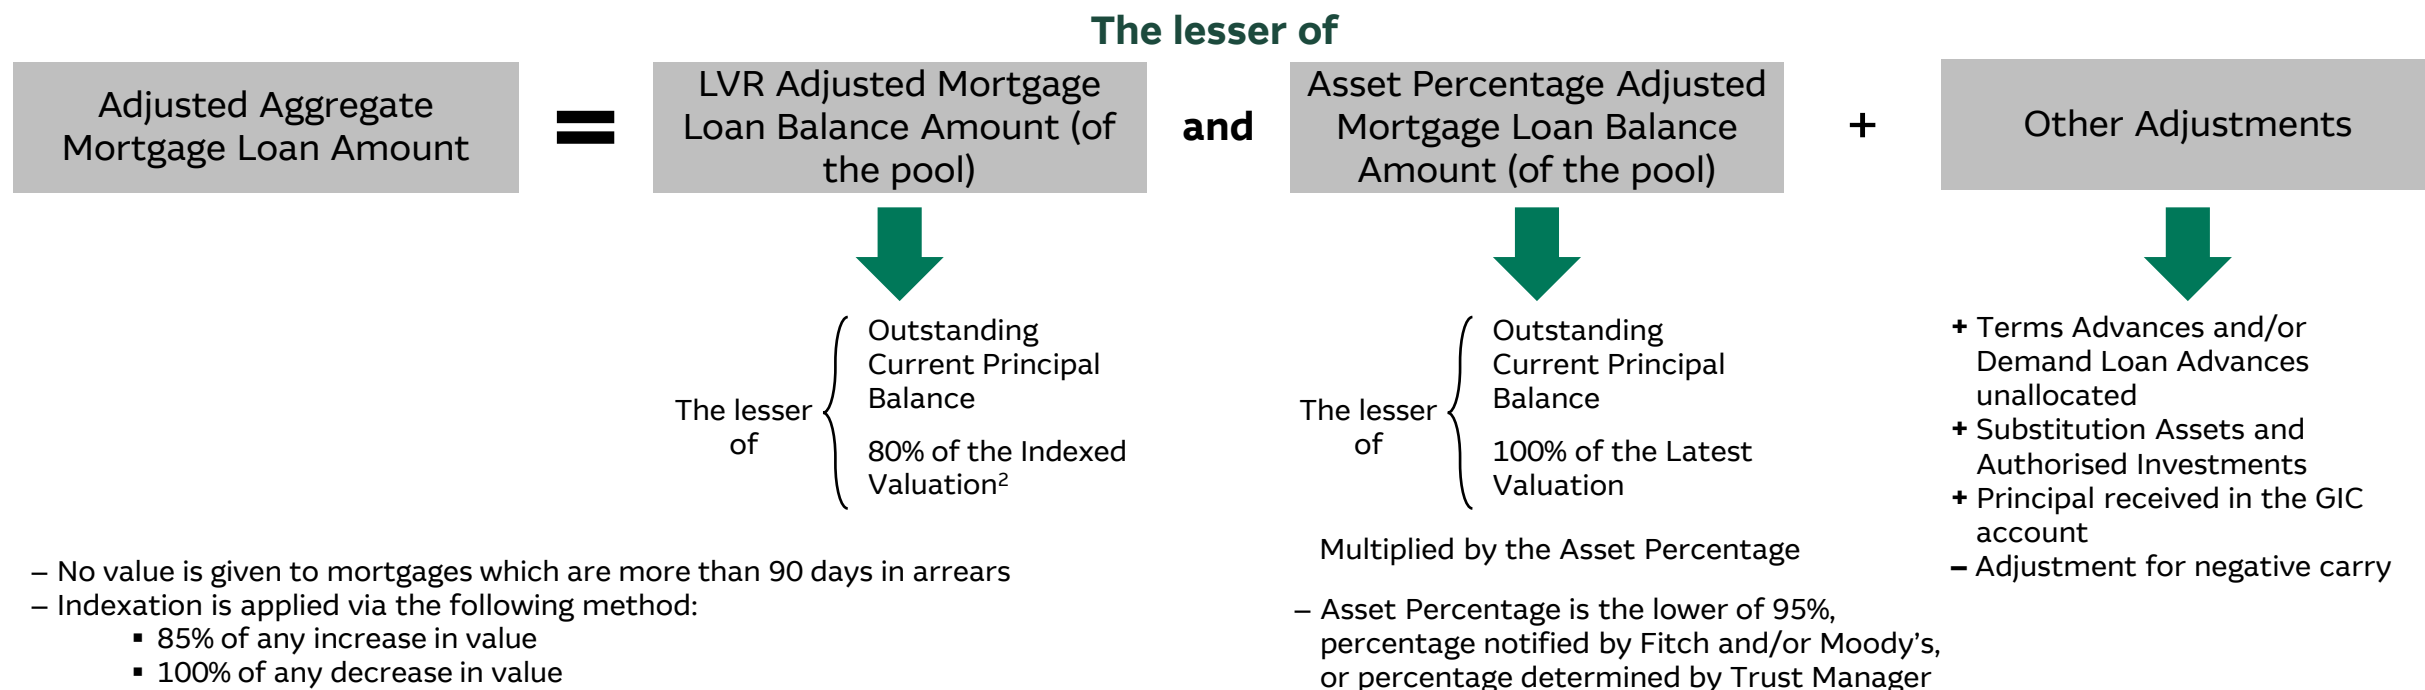 The lesser of
Adjusted Aggregate
Mortgage Loan Amount
=
LVR Adjusted Mortgage
Loan Balance Amount (of
the pool)
and
Asset Percentage Adjusted
Mortgage Loan Balance
Amount (of the pool)
+
Other Adjustments
The lesser
of
Outstanding
Current Principal
Balance
80% of the Indexed
Valuation²
The lesser
of
Outstanding
Current Principal
Balance
100% of the Latest
Valuation
Multiplied by the Asset Percentage
– Asset Percentage is the lower of 95%,
percentage notified by Fitch and/or Moody’s,
or percentage determined by Trust Manager
+ Terms Advances and/or
Demand Loan Advances
unallocated
+ Substitution Assets and
Authorised Investments
+ Principal received in the GIC
account
– Adjustment for negative carry
– No value is given to mortgages which are more than 90 days in arrears
– Indexation is applied via the following method:
▪ 85% of any increase in value
▪ 100% of any decrease in value